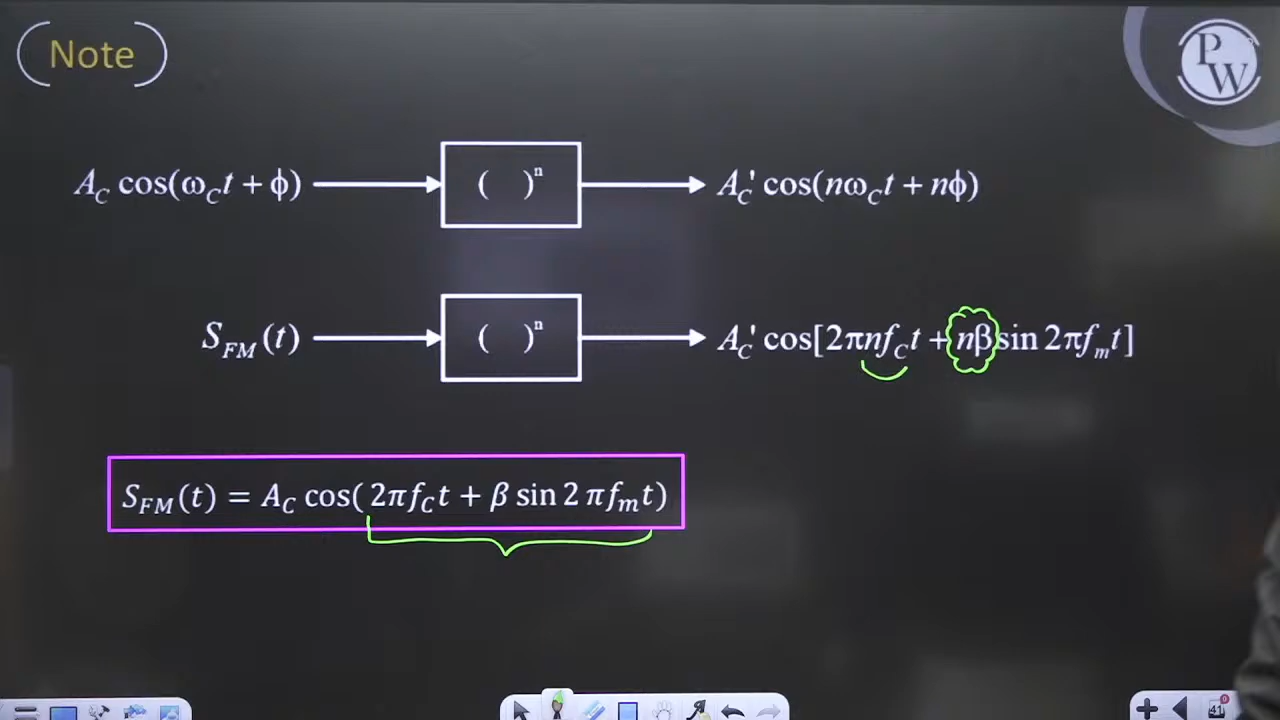 Note
PW
A_C cos(ω_C t + ϕ) ( )ⁿ A_C' cos(nω_C t + nϕ)
S_FM(t) ( )ⁿ A_C' cos[2πnf_C t + nβ sin 2πf_m t]
S_FM(t) = A_C cos( 2πf_C t + β sin 2 πf_m t)
41